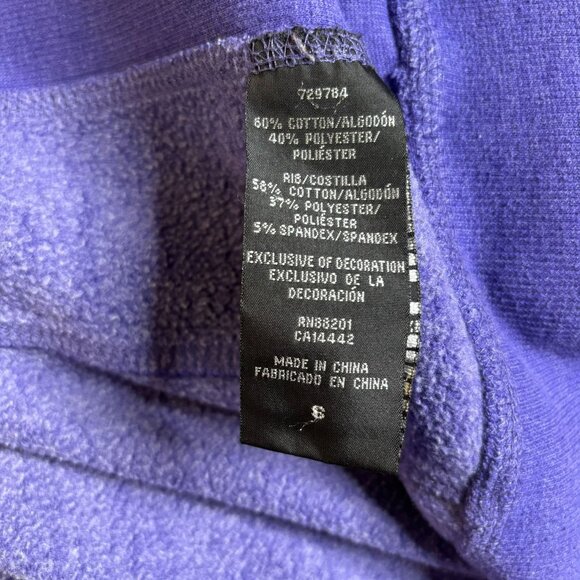 729784
60% COTTON/ALGODÓN
40% POLYESTER/
POLIÉSTER
RIB/COSTILLA
58% COTTON/ALGODÓN
37% POLYESTER/
POLIÉSTER
5% SPANDEX/SPANDEX
EXCLUSIVE OF DECORATION
EXCLUSIVO DE LA
DECORACIÓN
RN88201
CA14442
MADE IN CHINA
FABRICADO EN CHINA
S